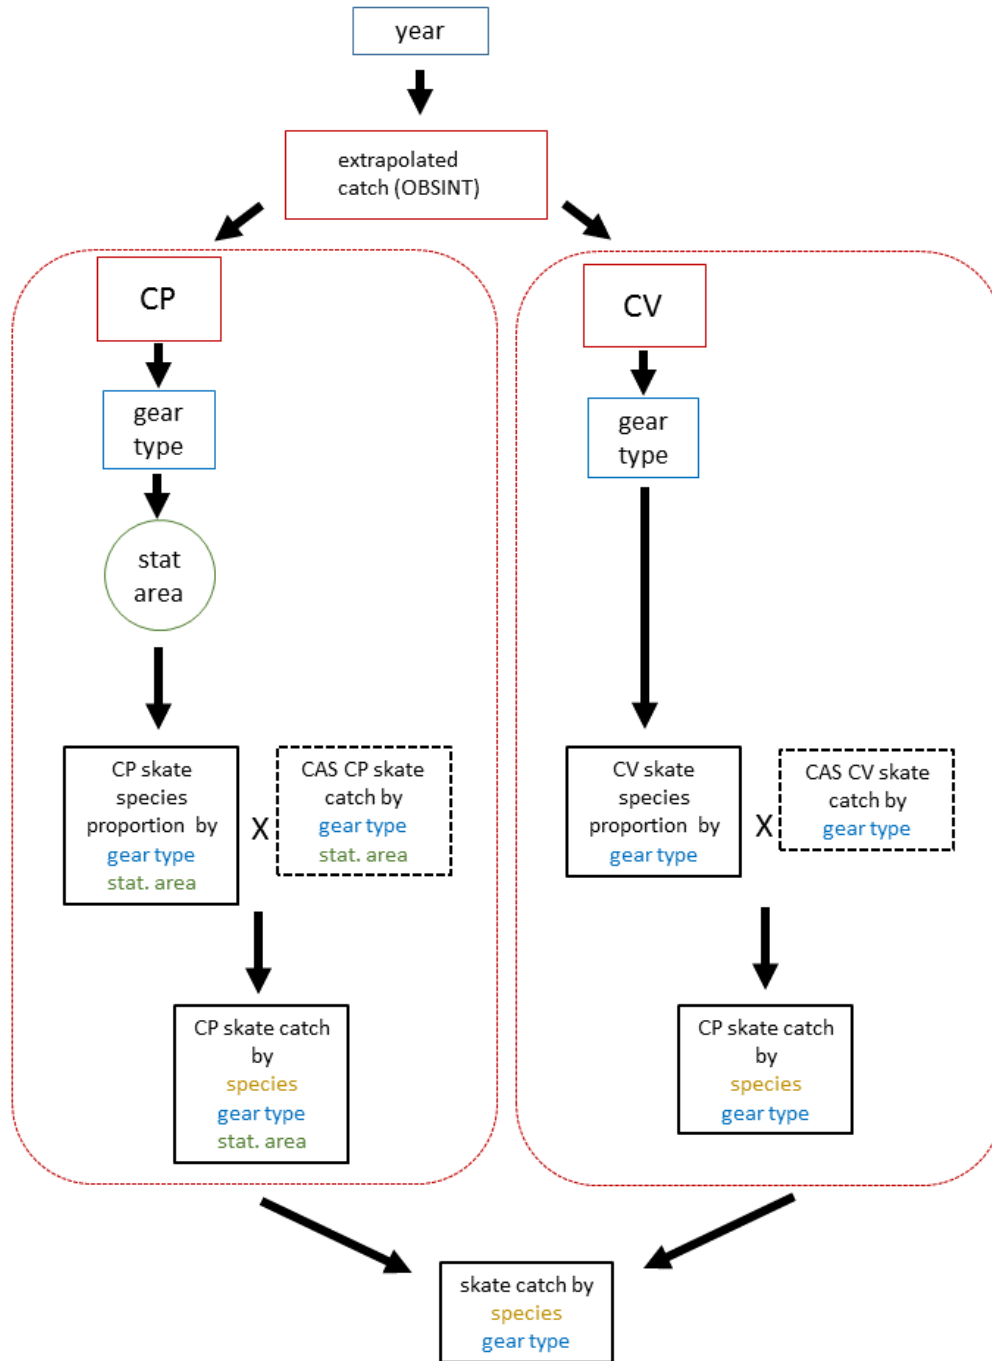 year
extrapolated
catch (OBSINT)
CP
gear
type
stat
area
CP skate
species
proportion by
gear type
stat. area
X
CAS CP skate
catch by
gear type
stat. area
CP skate catch
by
species
gear type
stat. area
CV
gear
type
CV skate
species
proportion by
gear type
X
CAS CV skate
catch by
gear type
CP skate catch
by
species
gear type
skate catch by
species
gear type